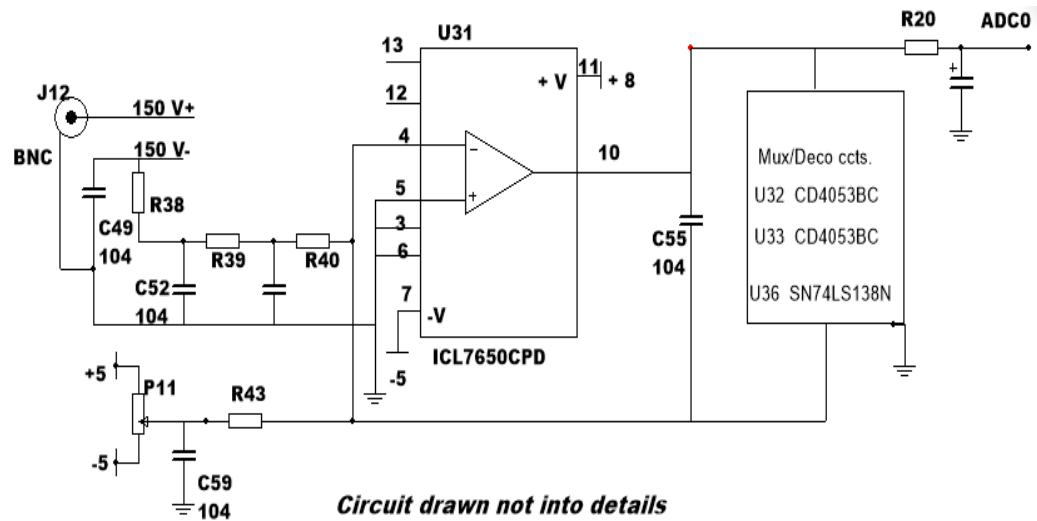 R20 ADC0
U31
13
11
+ V
+ 8
J12
150 V+
12
4
10
BNC
150 V-
−
Mux/Deco ccts.
5
+
U32 CD4053BC
R38
C49
104
3
R39
R40
6
C55
104
U33 CD4053BC
C52
104
7
-V
U36 SN74LS138N
ICL7650CPD
-5
+5
P11
R43
-5
C59
104
+
Circuit drawn not into details